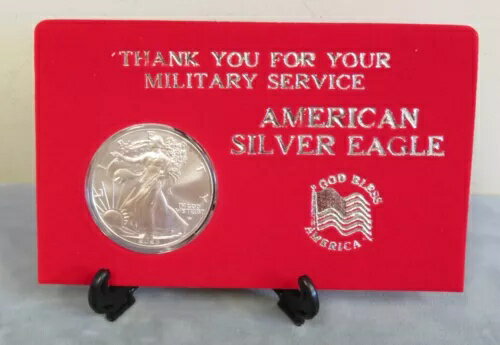 THANK YOU FOR YOUR
MILITARY SERVICE
AMERICAN
SILVER EAGLE
GOD BLESS
AMERICA